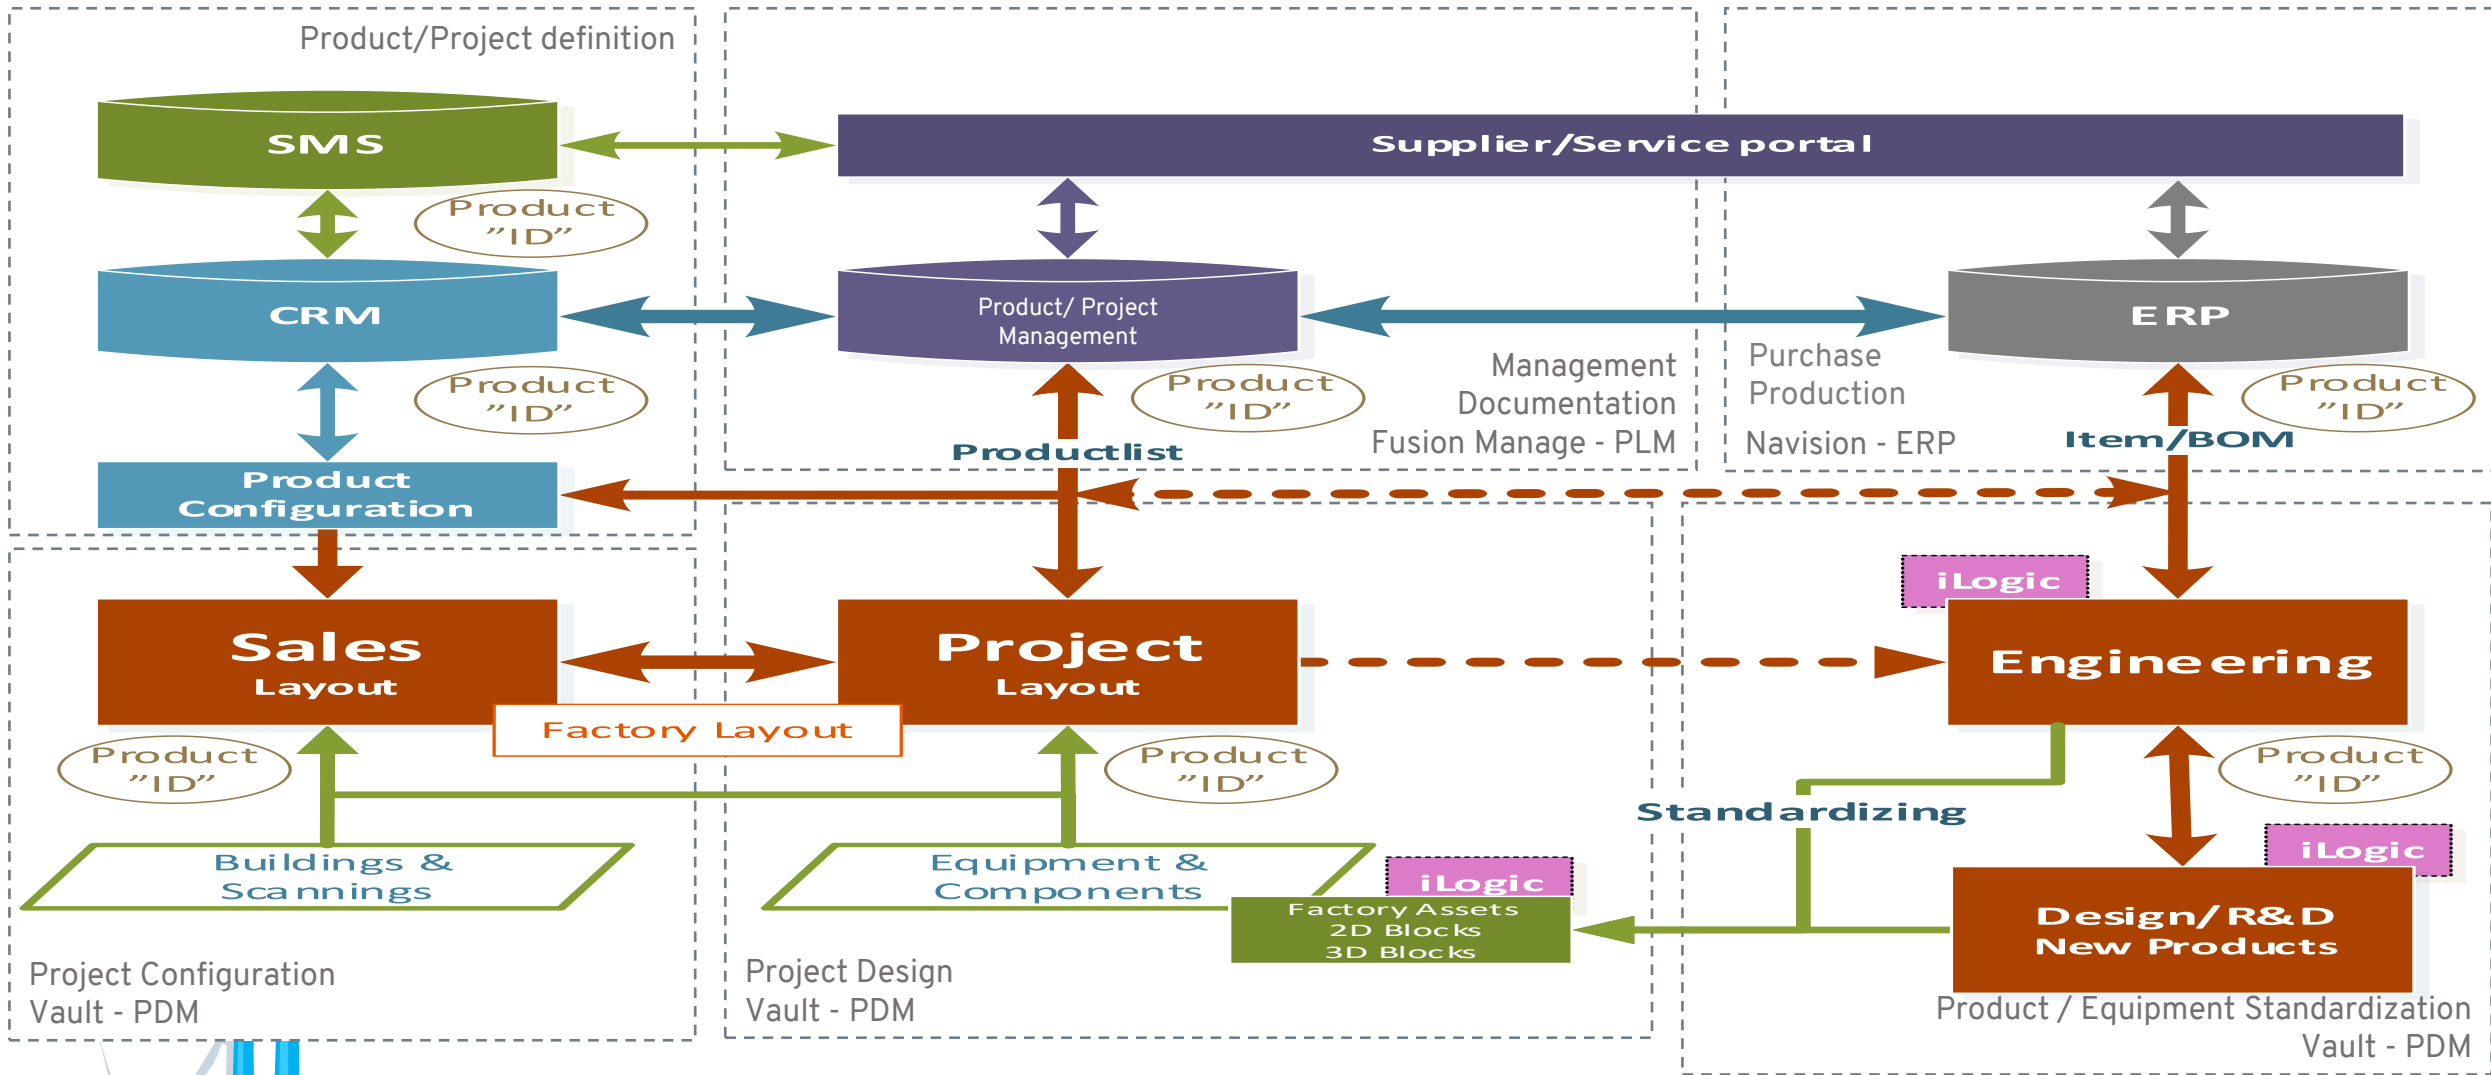 Product/Project definition
SMS
Supplier/Service portal
Product
”ID”
CRM
Product/ Project
Management
ERP
Management
Documentation
Fusion Manage - PLM
Purchase
Production
Navision - ERP
Product
”ID”
Product
”ID”
Product
”ID”
Productlist
Item/BOM
Product
Configuration
iLogic
Sales
Layout
Project
Layout
Engineering
Factory Layout
Product
”ID”
Product
”ID”
Product
”ID”
Standardizing
Buildings &
Scannings
Equipment &
Components
iLogic
iLogic
Factory Assets
2D Blocks
3D Blocks
Design/R&D
New Products
Project Configuration
Vault - PDM
Project Design
Vault - PDM
Product / Equipment Standardization
Vault - PDM